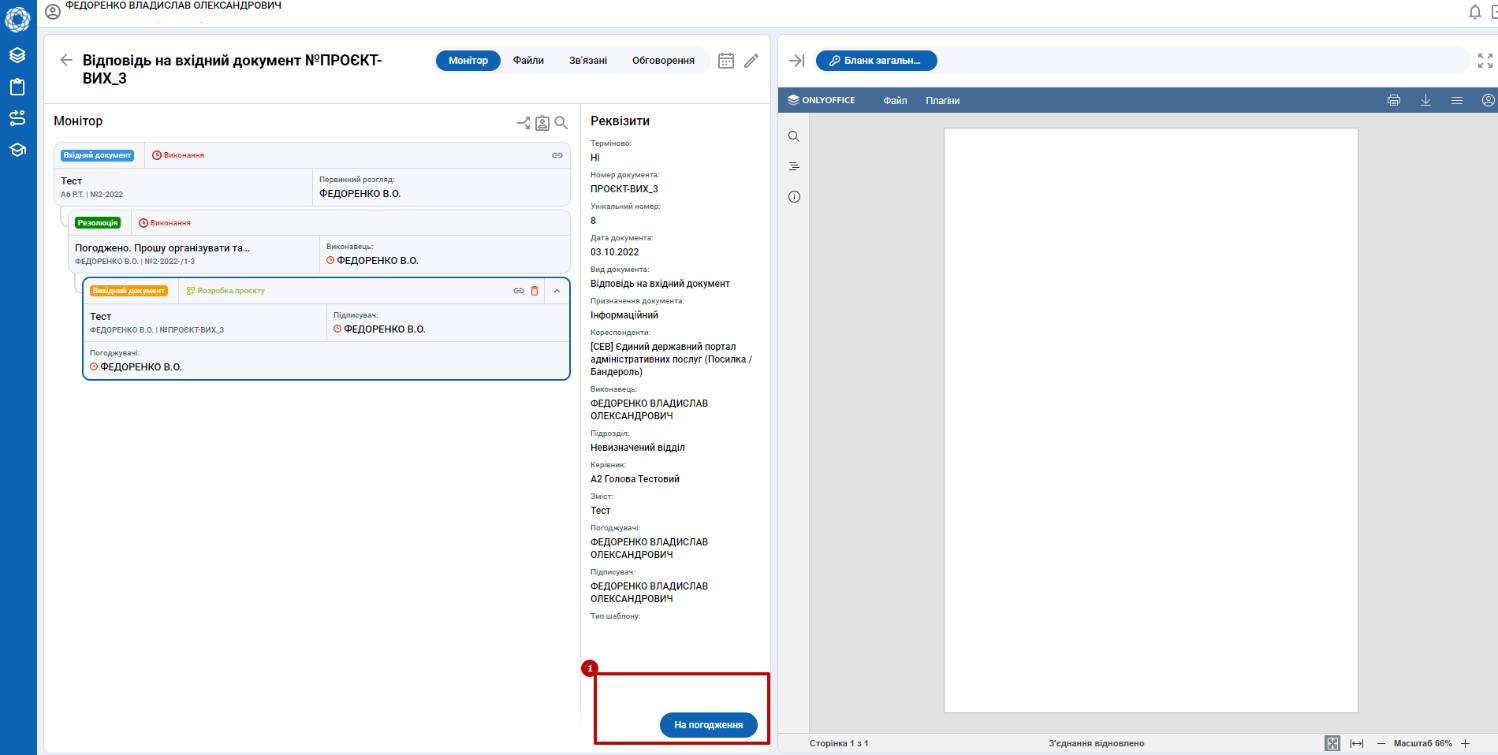 ФЕДОРЕНКО ВЛАДИСЛАВ ОЛЕКСАНДРОВИЧ
Відповідь на вхідний документ №ПРОЄКТ-
ВИХ_3
Монітор
Файли
Зв'язані
Обговорення
Монітор
Вхідний документ
Виконання
Тест
А6 Р.Т. | №2-2022
Первинний розгляд:
ФЕДОРЕНКО В.О.
Резолюція
Виконання
Погоджено. Прошу організувати та...
ФЕДОРЕНКО В.О. | №2-2022-/1-3
Виконавець:
ФЕДОРЕНКО В.О.
Вихідний документ
Розробка проєкту
Тест
ФЕДОРЕНКО В.О. | №ПРОЄКТ-ВИХ_3
Підписувач:
ФЕДОРЕНКО В.О.
Погоджувачі:
ФЕДОРЕНКО В.О.
Реквізити
Терміново:
Ні
Номер документа:
ПРОЄКТ-ВИХ_3
Унікальний номер:
8
Дата документа:
03.10.2022
Вид документа:
Відповідь на вхідний документ
Призначення документа:
Інформаційний
Кореспонденти:
[СЕВ] Єдиний державний портал
адміністративних послуг (Посилка /
Бандероль)
Виконавець:
ФЕДОРЕНКО ВЛАДИСЛАВ
ОЛЕКСАНДРОВИЧ
Підрозділ:
Невизначений відділ
Керівник:
А2 Голова Тестовий
Зміст:
Тест
Погоджувачі:
ФЕДОРЕНКО ВЛАДИСЛАВ
ОЛЕКСАНДРОВИЧ
Підписувач:
ФЕДОРЕНКО ВЛАДИСЛАВ
ОЛЕКСАНДРОВИЧ
Тип шаблону:
1
На погодження
Бланк загальн...
ONLYOFFICE
Файл
Плагіни
Сторінка 1 з 1
З'єднання відновлено
Масштаб 66%